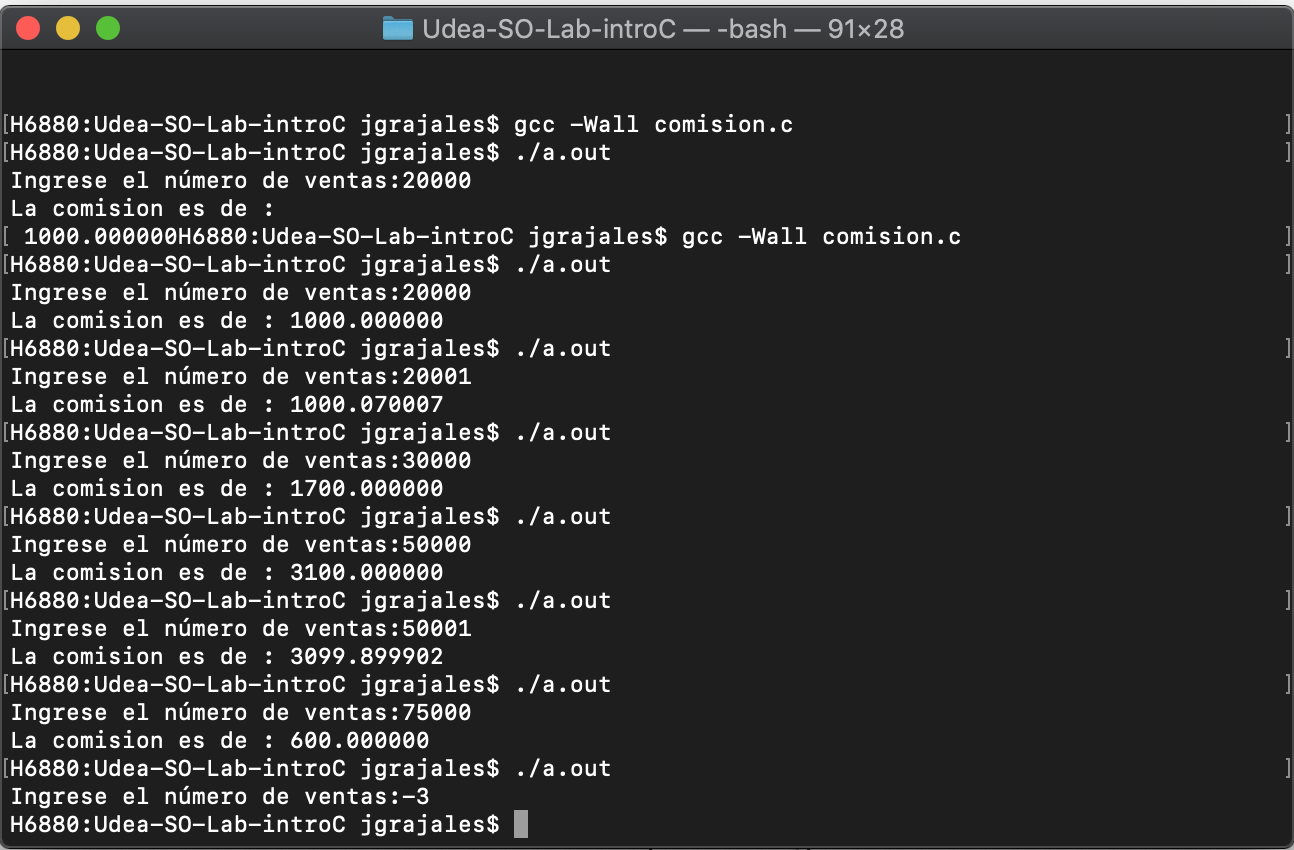 Udea-SO-Lab-introC — -bash — 91×28
[H6880:Udea-SO-Lab-introC jgrajales$ gcc -Wall comision.c ]
[H6880:Udea-SO-Lab-introC jgrajales$ ./a.out ]
Ingrese el número de ventas:20000
La comision es de :
[ 1000.000000H6880:Udea-SO-Lab-introC jgrajales$ gcc -Wall comision.c ]
[H6880:Udea-SO-Lab-introC jgrajales$ ./a.out ]
Ingrese el número de ventas:20000
La comision es de : 1000.000000
[H6880:Udea-SO-Lab-introC jgrajales$ ./a.out ]
Ingrese el número de ventas:20001
La comision es de : 1000.070007
[H6880:Udea-SO-Lab-introC jgrajales$ ./a.out ]
Ingrese el número de ventas:30000
La comision es de : 1700.000000
[H6880:Udea-SO-Lab-introC jgrajales$ ./a.out ]
Ingrese el número de ventas:50000
La comision es de : 3100.000000
[H6880:Udea-SO-Lab-introC jgrajales$ ./a.out ]
Ingrese el número de ventas:50001
La comision es de : 3099.899902
[H6880:Udea-SO-Lab-introC jgrajales$ ./a.out ]
Ingrese el número de ventas:75000
La comision es de : 600.000000
[H6880:Udea-SO-Lab-introC jgrajales$ ./a.out ]
Ingrese el número de ventas:-3
H6880:Udea-SO-Lab-introC jgrajales$